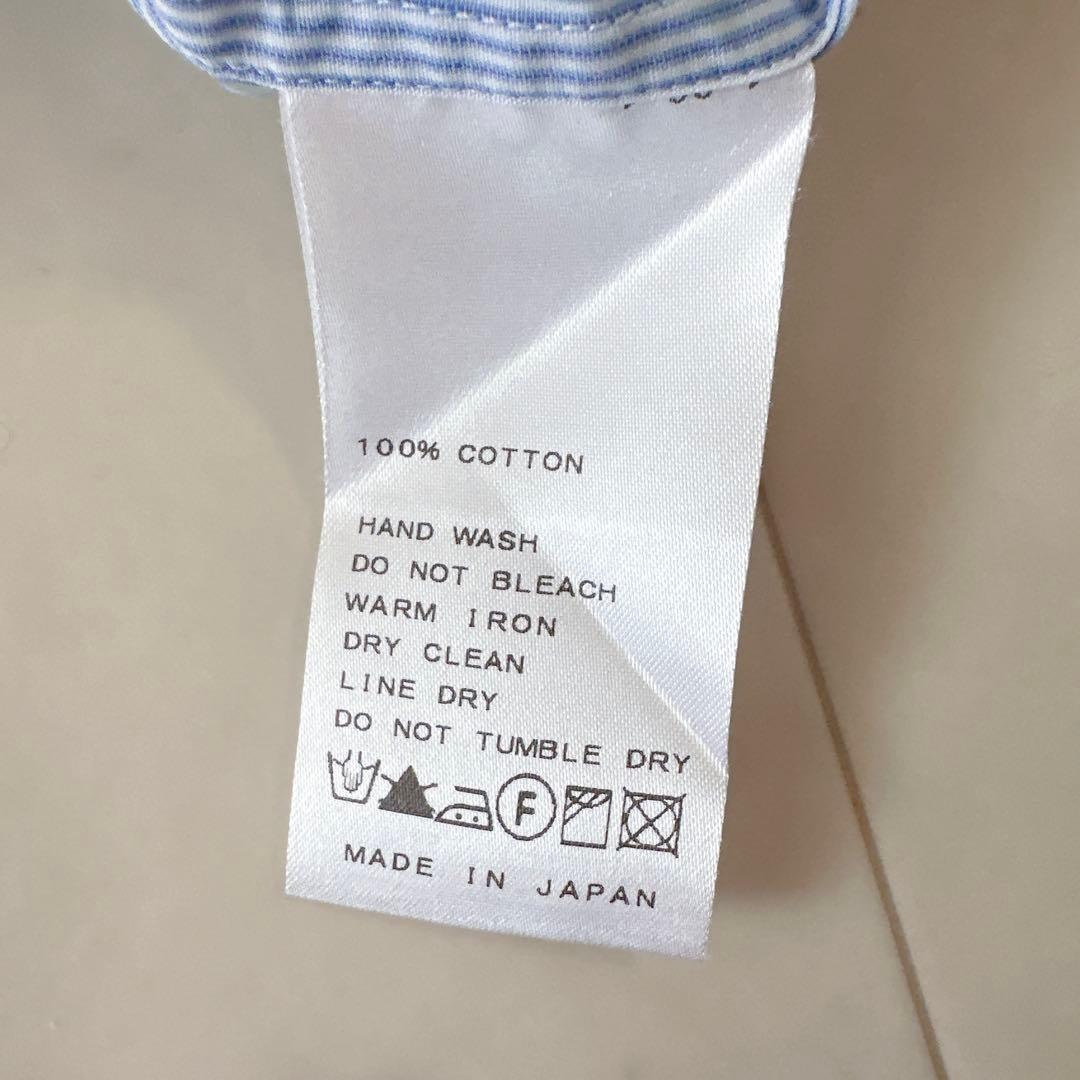 100% COTTON
HAND WASH
DO NOT BLEACH
WARM IRON
DRY CLEAN
LINE DRY
DO NOT TUMBLE DRY
F
MADE IN JAPAN